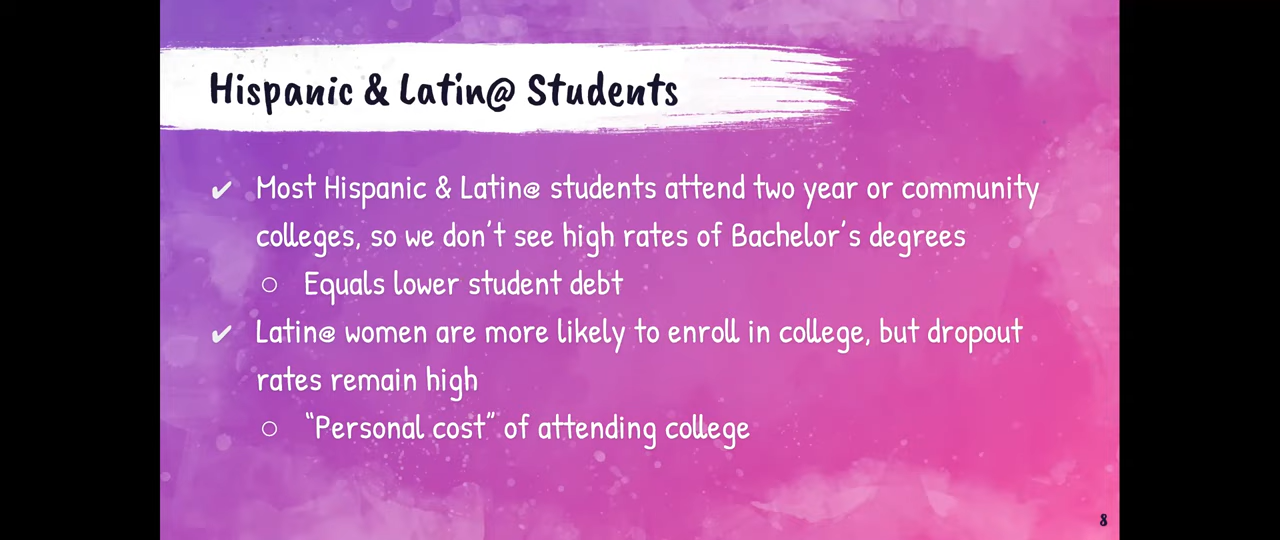 Hispanic & Latin@ Students
✔ Most Hispanic & Latin@ students attend two year or community
colleges, so we don't see high rates of Bachelor's degrees
○ Equals lower student debt
✔ Latin@ women are more likely to enroll in college, but dropout
rates remain high
○ “Personal cost” of attending college
8